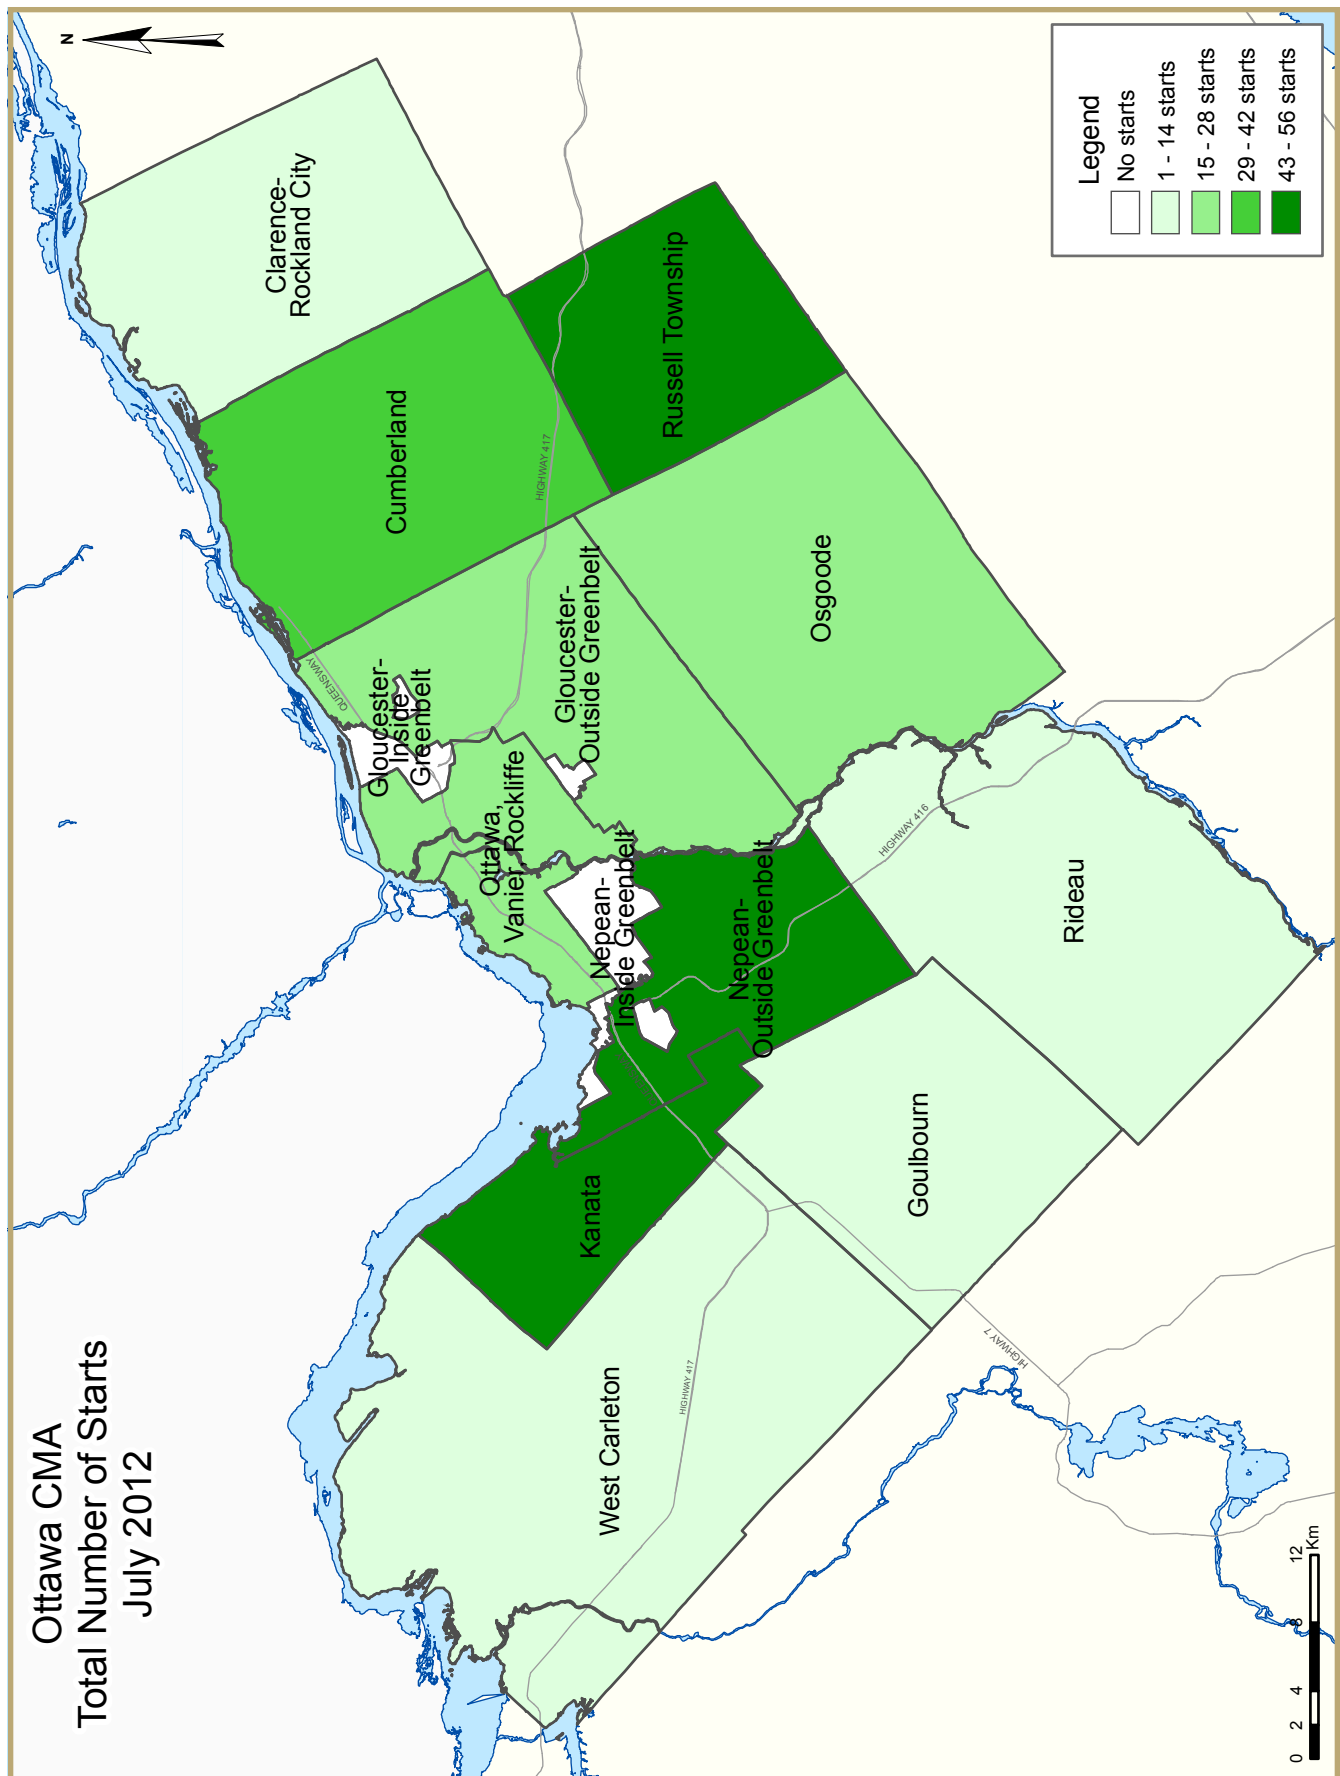 Ottawa CMA
Total Number of Starts
July 2012
N
Clarence-
Rockland City
Cumberland
Russell Township
HIGHWAY 417
QUEENSWAY
Gloucester-
Inside
Greenbelt
Gloucester-
Outside Greenbelt
Osgoode
Ottawa,
Vanier, Rockliffe
Nepean-
Inside Greenbelt
Nepean-
Outside Greenbelt
HIGHWAY 416
Rideau
Kanata
Goulbourn
West Carleton
HIGHWAY 417
HIGHWAY 7
Legend
No starts
1 - 14 starts
15 - 28 starts
29 - 42 starts
43 - 56 starts
0 2 4 8 12
Km